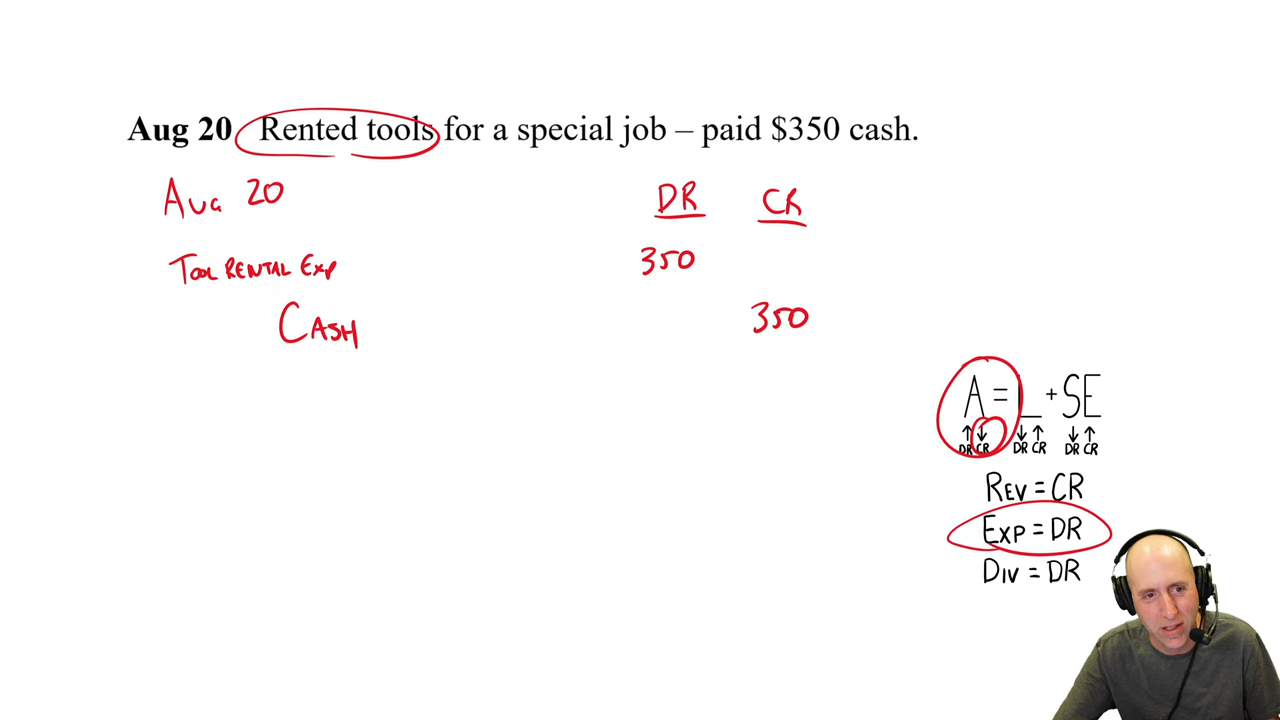 Aug 20 Rented tools for a special job – paid $350 cash.
Aug 20
DR CR
TOOL RENTAL EXP 350
CASH 350
A = L + SE
DR CR DR CR DR CR
REV = CR
EXP = DR
DIV = DR